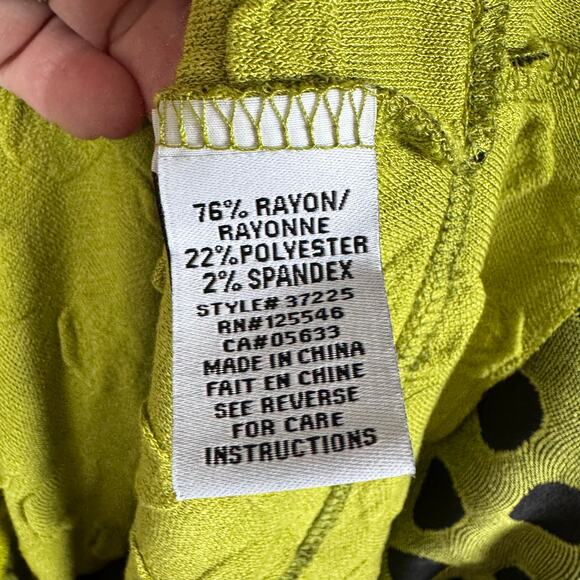 76% RAYON/
RAYONNE
22%POLYESTER
2% SPANDEX
STYLE# 37225
RN#125546
CA#05633
MADE IN CHINA
FAIT EN CHINE
SEE REVERSE
FOR CARE
INSTRUCTIONS